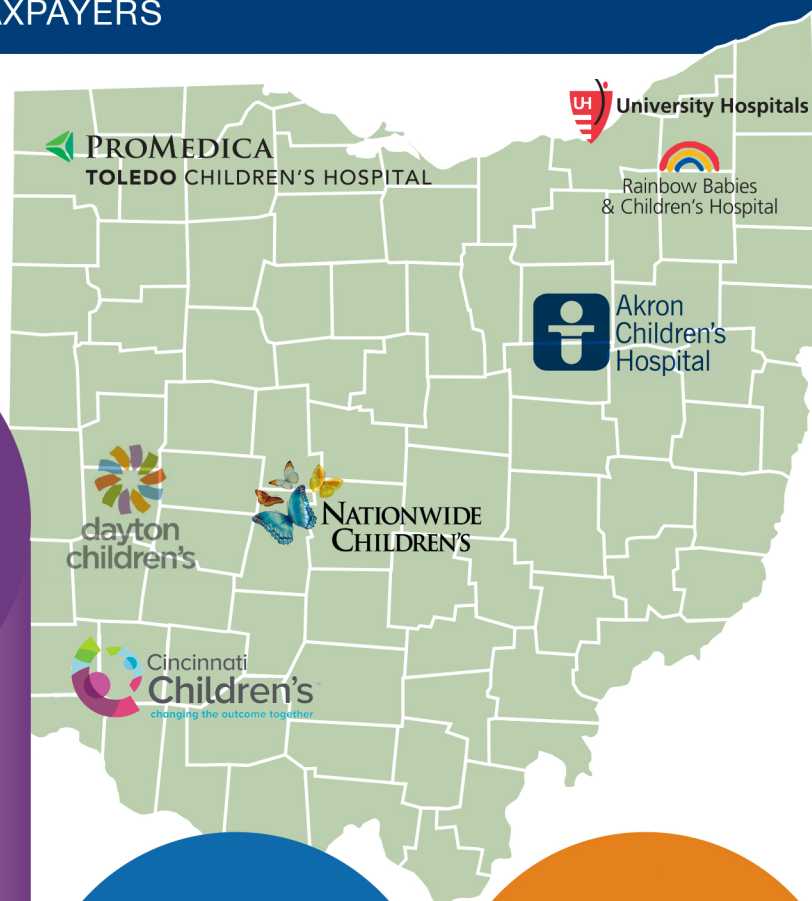 XPAYERS
UH University Hospitals
Rainbow Babies
& Children's Hospital
PROMEDICA
TOLEDO CHILDREN'S HOSPITAL
Akron
Children's
Hospital
dayton
children's
NATIONWIDE
CHILDREN'S
Cincinnati
Children's
changing the outcome together